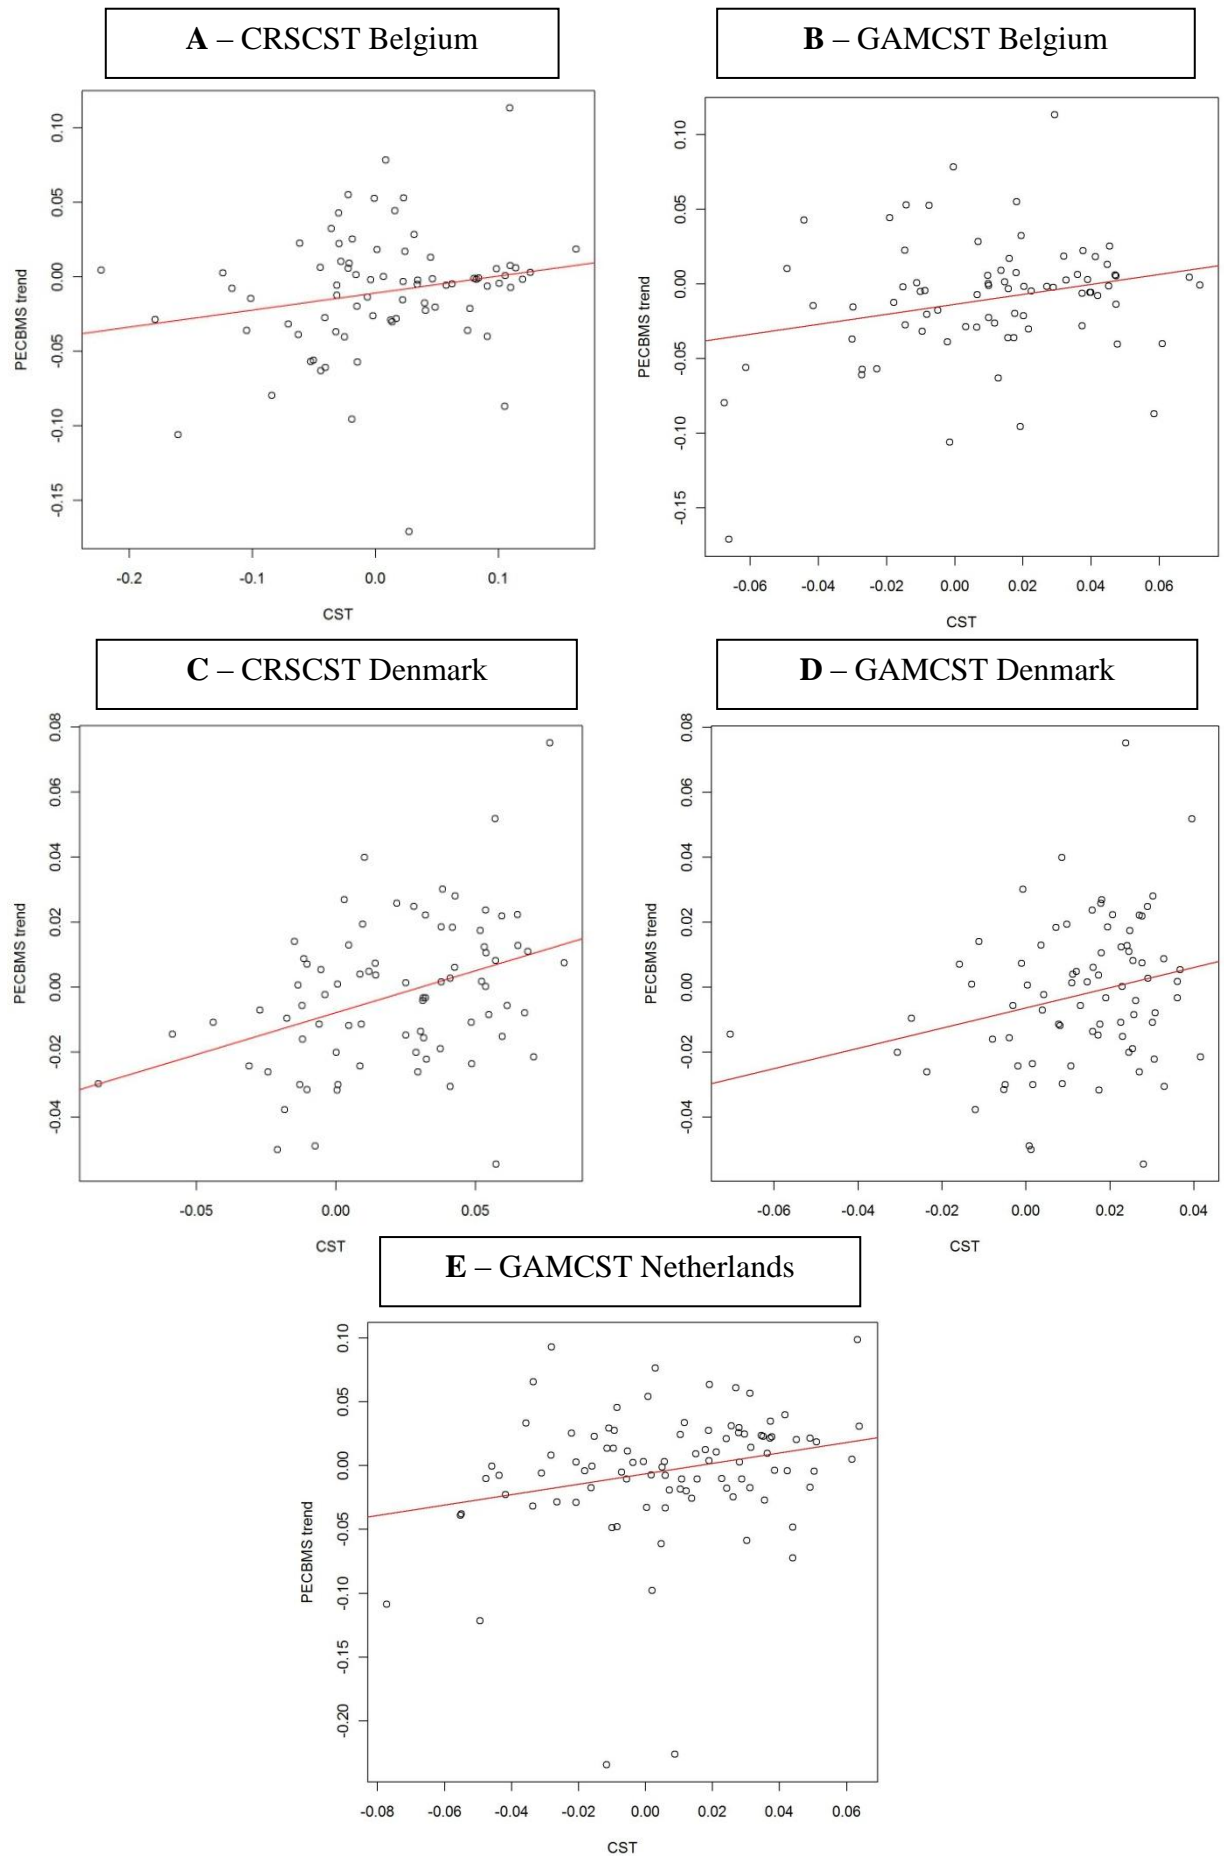 A – CRSCST Belgium
B – GAMCST Belgium
PECBMS trend
0.10
0.05
0.00
-0.05
-0.10
-0.15
-0.2 -0.1 0.0 0.1
CST
PECBMS trend
0.10
0.05
0.00
-0.05
-0.10
-0.15
-0.06 -0.04 -0.02 0.00 0.02 0.04 0.06
CST
C – CRSCST Denmark
D – GAMCST Denmark
PECBMS trend
0.08
0.06
0.04
0.02
0.00
-0.02
-0.04
-0.05 0.00 0.05
CST
PECBMS trend
0.08
0.06
0.04
0.02
0.00
-0.02
-0.04
-0.06 -0.04 -0.02 0.00 0.02 0.04
CST
E – GAMCST Netherlands
PECBMS trend
0.10
0.05
0.00
-0.05
-0.10
-0.15
-0.20
-0.08 -0.06 -0.04 -0.02 0.00 0.02 0.04 0.06
CST